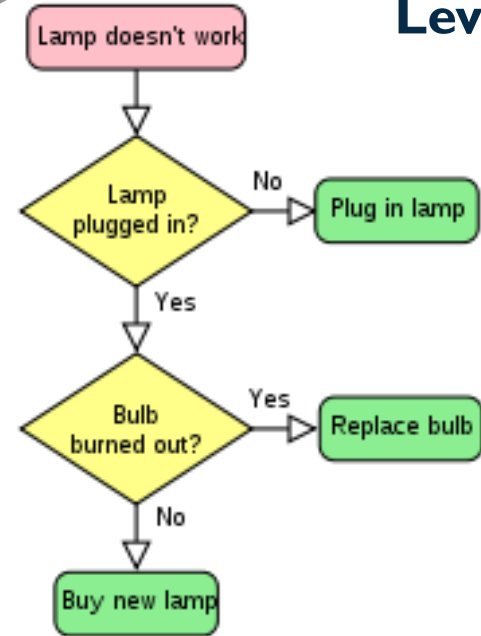 Lev
Lamp doesn't work
Lamp
plugged in?
No
Plug in lamp
Yes
Bulb
burned out?
Yes
Replace bulb
No
Buy new lamp